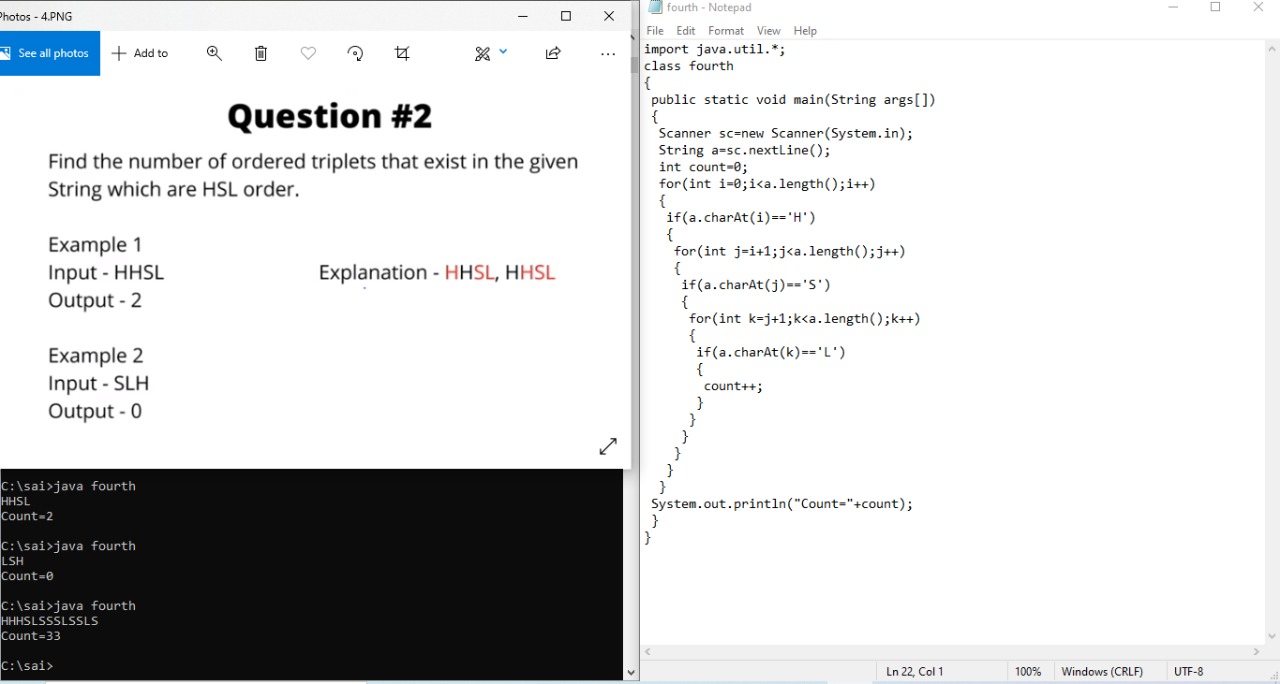 Photos - 4.PNG
See all photos
Add to
Question #2
Find the number of ordered triplets that exist in the given
String which are HSL order.
Example 1
Input - HHSL
Explanation - HHSL, HHSL
Output - 2
Example 2
Input - SLH
Output - 0
C:\sai>java fourth
HHSL
Count=2
C:\sai>java fourth
LSH
Count=0
C:\sai>java fourth
HHHSLSSSLSSLS
Count=33
C:\sai>
fourth - Notepad
File Edit Format View Help
import java.util.*;
class fourth
{
public static void main(String args[])
{
Scanner sc=new Scanner(System.in);
String a=sc.nextLine();
int count=0;
for(int i=0;i<a.length();i++)
{
if(a.charAt(i)=='H')
{
for(int j=i+1;j<a.length();j++)
{
if(a.charAt(j)=='S')
{
for(int k=j+1;k<a.length();k++)
{
if(a.charAt(k)=='L')
{
count++;
}
}
}
}
}
}
System.out.println("Count="+count);
}
}
Ln 22, Col 1
100%
Windows (CRLF)
UTF-8